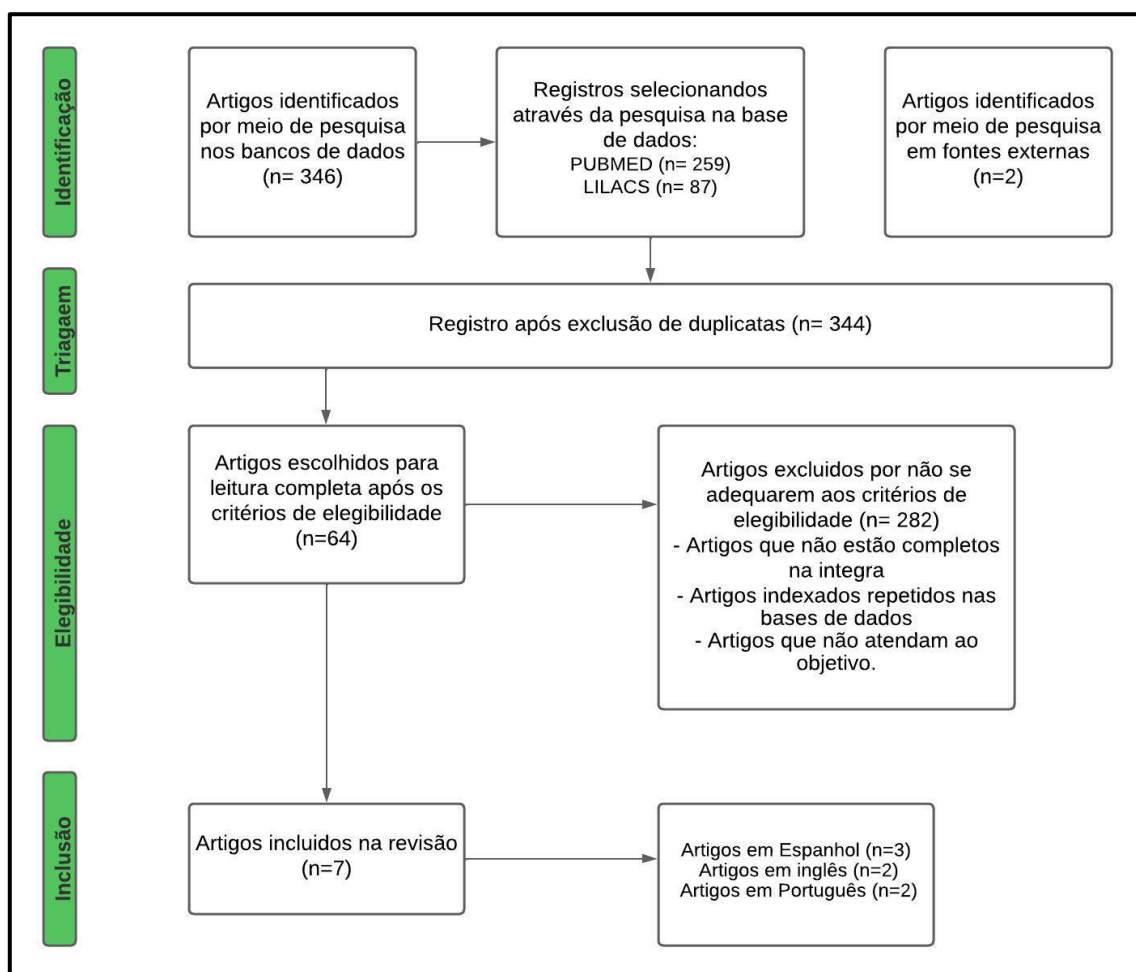 Identificação
Artigos identificados
por meio de pesquisa
nos bancos de dados
(n= 346)
Registros selecionandos
através da pesquisa na base
de dados:
PUBMED (n= 259)
LILACS (n= 87)
Artigos identificados
por meio de pesquisa
em fontes externas
(n=2)
Triagaem
Registro após exclusão de duplicatas (n= 344)
Elegibilidade
Artigos escolhidos para
leitura completa após os
critérios de elegibilidade
(n=64)
Artigos excluidos por não se
adequarem aos critérios de
elegibilidade (n= 282)
- Artigos que não estão completos
na integra
- Artigos indexados repetidos nas
bases de dados
- Artigos que não atendam ao
objetivo.
Inclusão
Artigos incluidos na revisão
(n=7)
Artigos em Espanhol (n=3)
Artigos em inglês (n=2)
Artigos em Português (n=2)